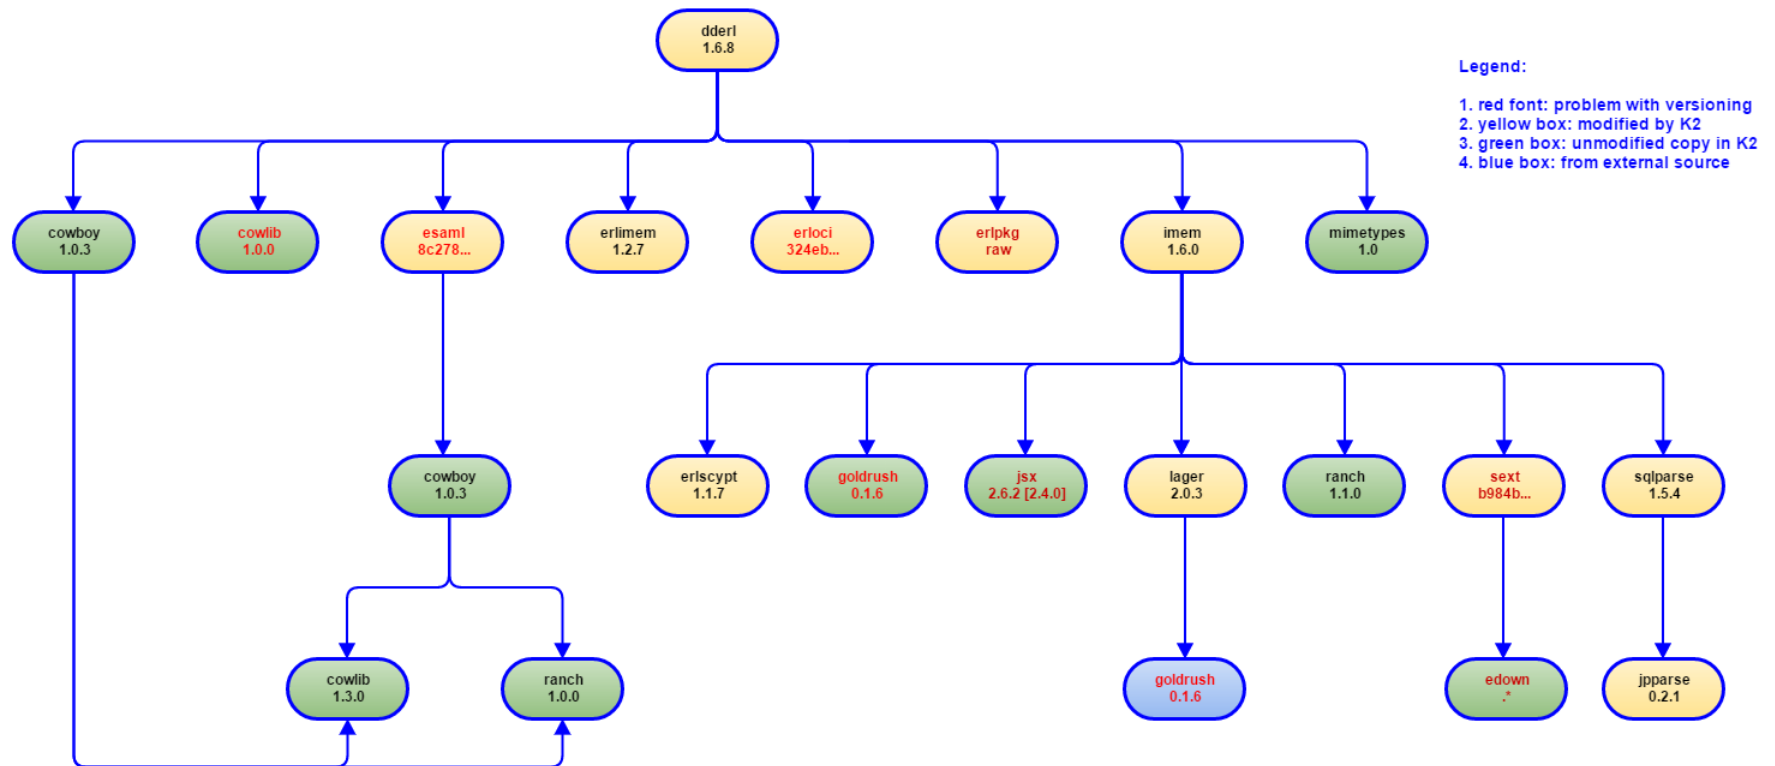 dderl
1.6.8
Legend:
1. red font: problem with versioning
2. yellow box: modified by K2
3. green box: unmodified copy in K2
4. blue box: from external source
cowboy
1.0.3
cowlib
1.0.0
esaml
8c278...
erlimem
1.2.7
erloci
324eb...
erlpkg
raw
imem
1.6.0
mimetypes
1.0
cowboy
1.0.3
erlscypt
1.1.7
goldrush
0.1.6
jsx
2.6.2 [2.4.0]
lager
2.0.3
ranch
1.1.0
sext
b984b...
sqlparse
1.5.4
cowlib
1.3.0
ranch
1.0.0
goldrush
0.1.6
edown
.*
jpparse
0.2.1